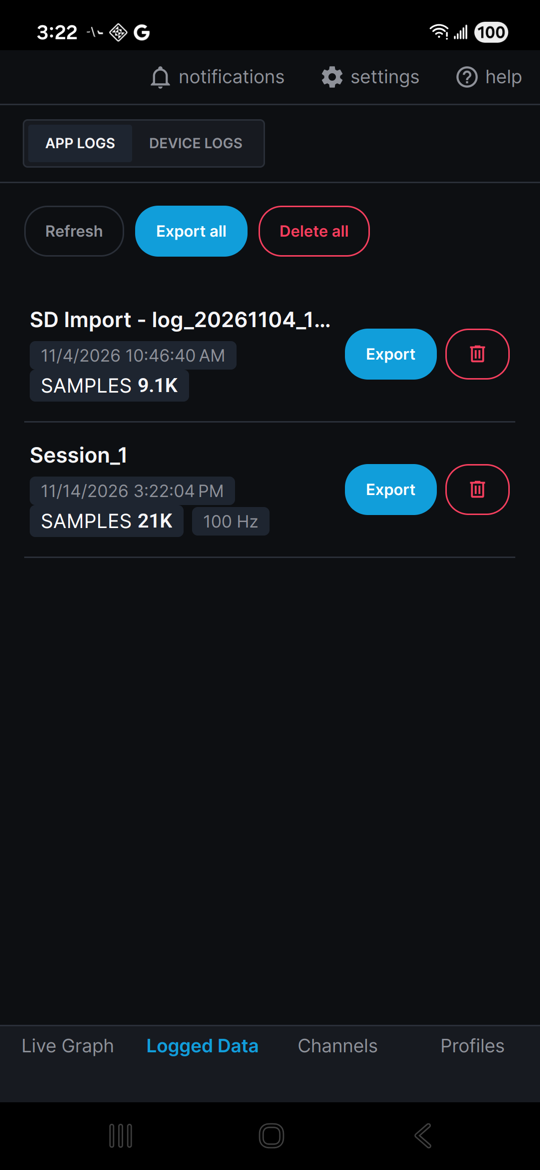 3:22 G 100
notifications settings help
APP LOGS DEVICE LOGS
Refresh Export all Delete all
SD Import - log_20261104_1...
11/4/2026 10:46:40 AM
SAMPLES 9.1K
Export
Session_1
11/14/2026 3:22:04 PM
SAMPLES 21K 100 Hz
Export
Live Graph Logged Data Channels Profiles